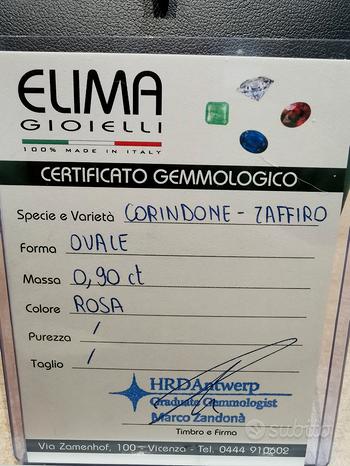 ELIMA
GIOIELLI
100% MADE IN ITALY
CERTIFICATO GEMMOLOGICO
Specie e Varietà CORINDONE - ZAFFIRO
Forma OVALE
Massa 0,90 ct
Colore ROSA
Purezza /
Taglio /
HRDAntwerp
Graduate Gemmologist
Marco Zandonà
Timbro e Firma
subito
Via Zamenhof, 100 - Vicenza - Tel. 0444 910602